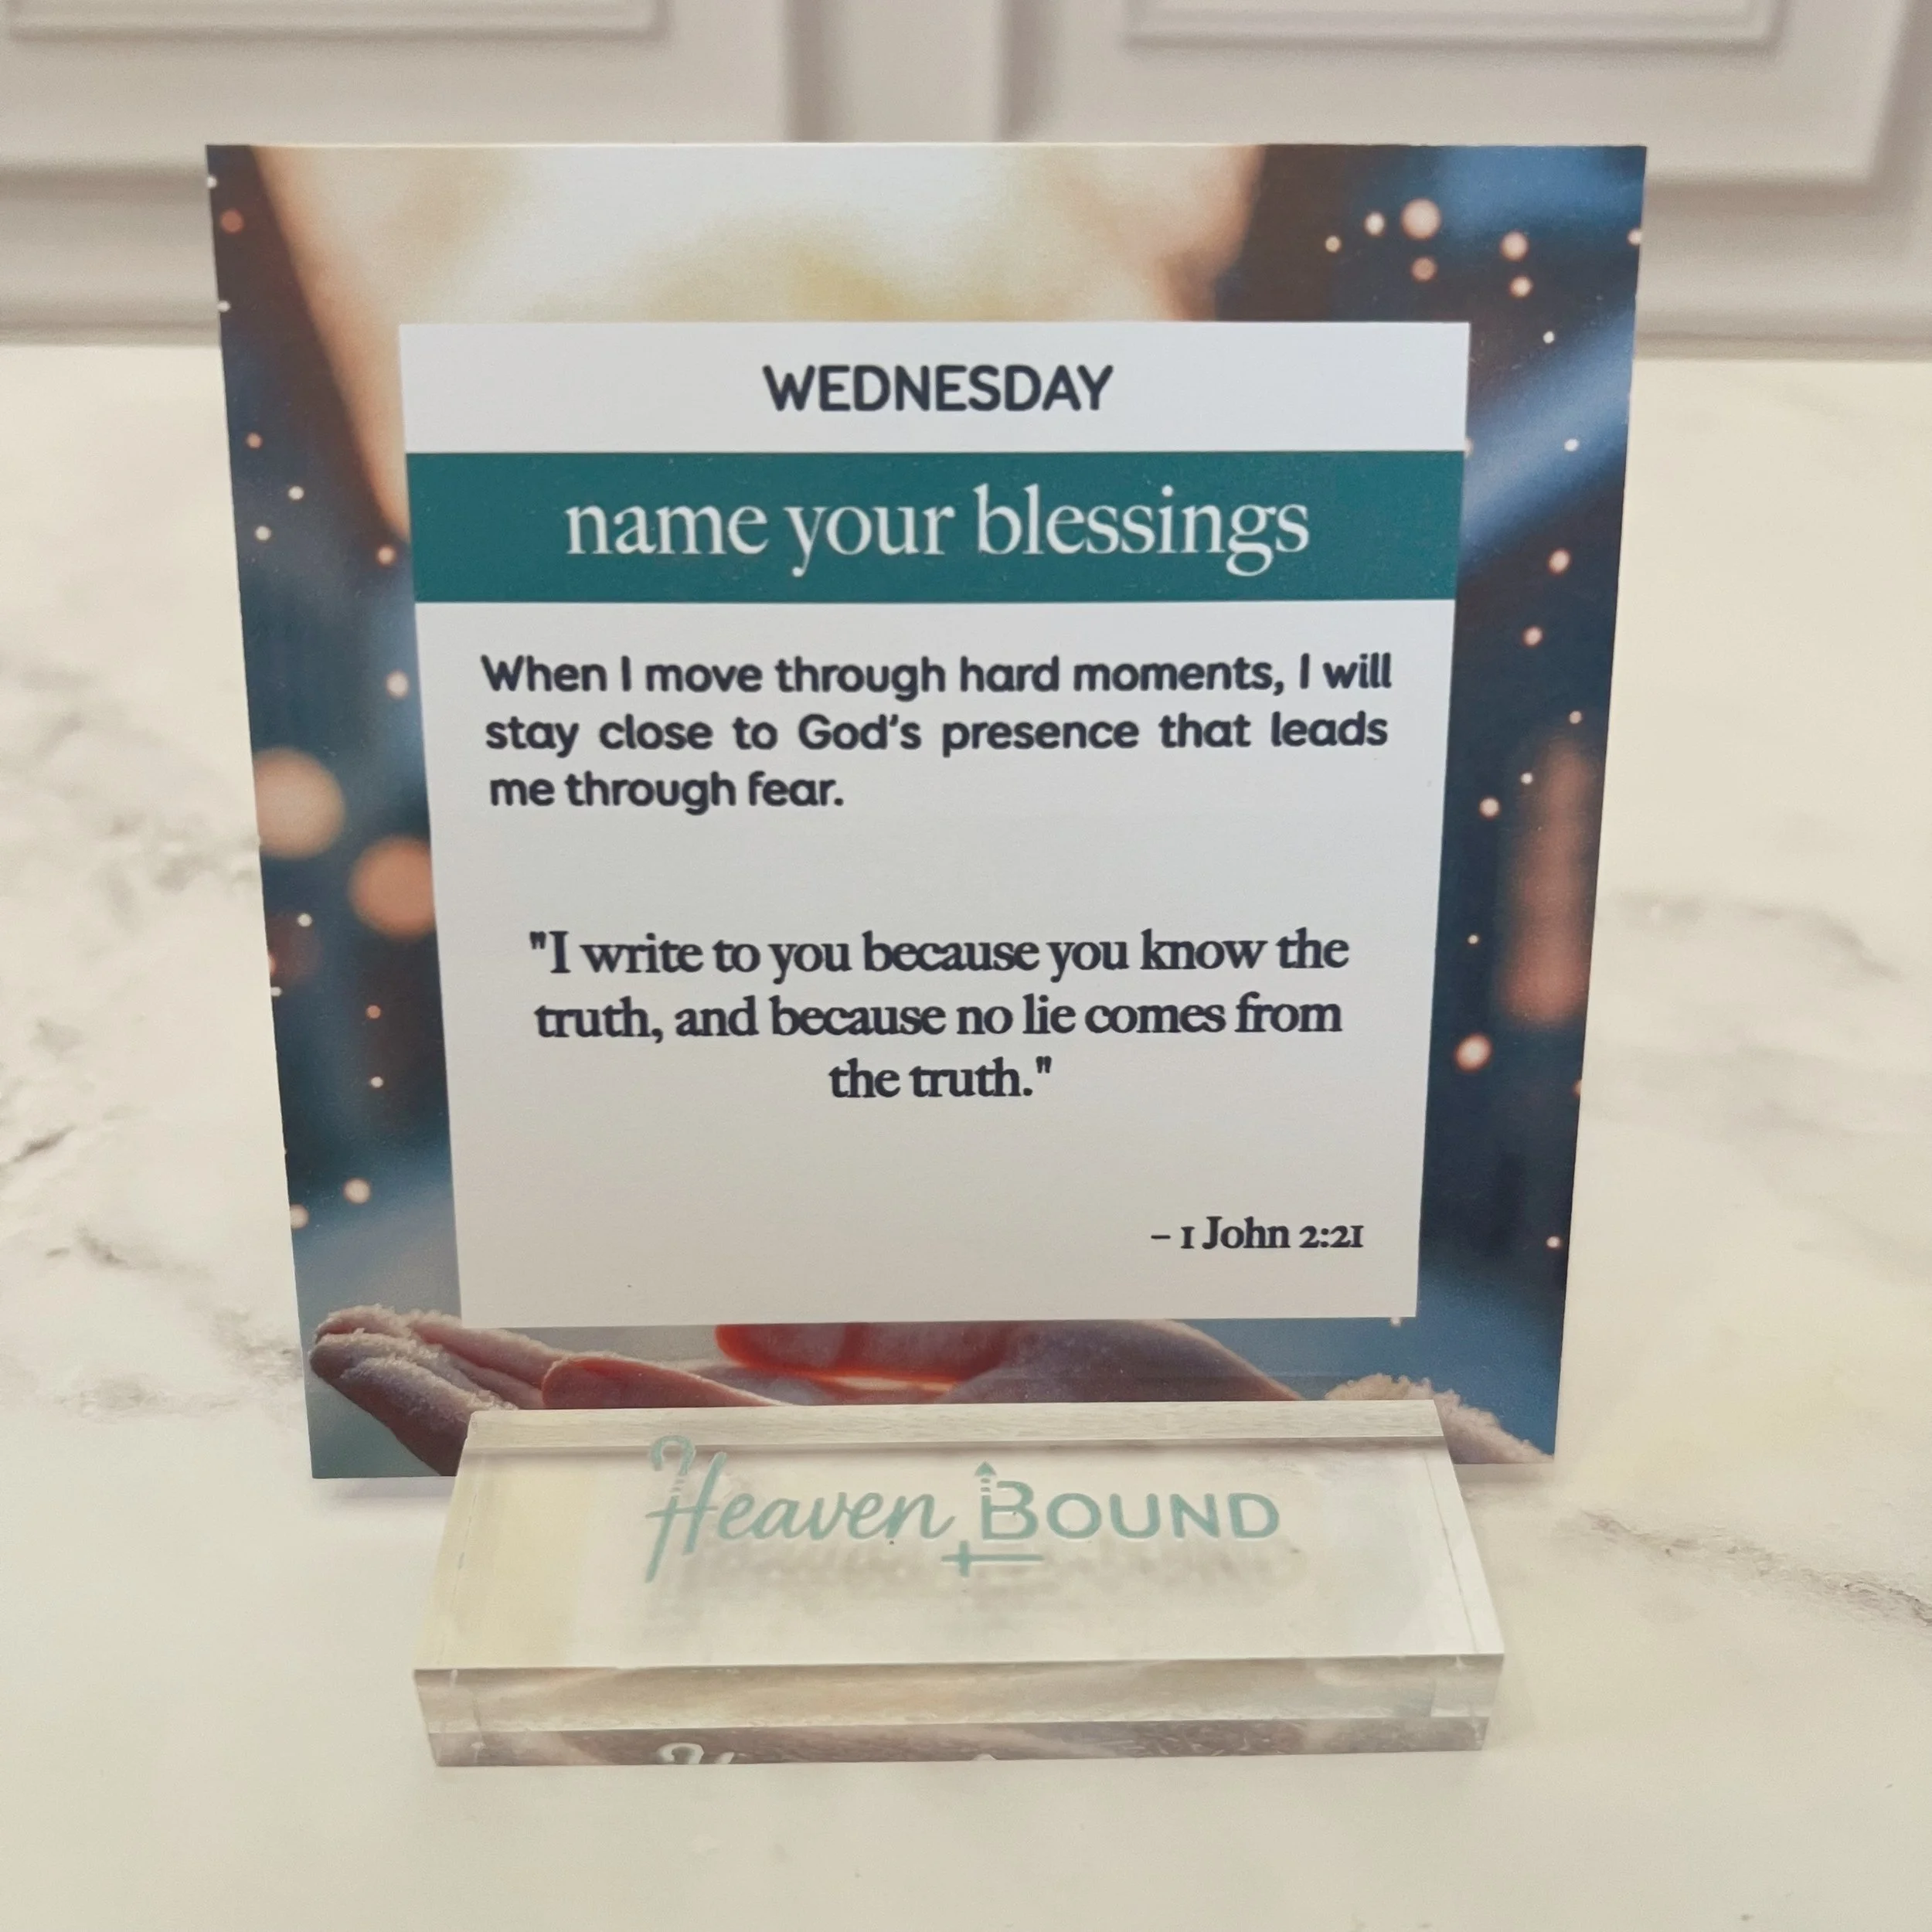 WEDNESDAY
name your blessings
When I move through hard moments, I will
stay close to God's presence that leads
me through fear.
"I write to you because you know the
truth, and because no lie comes from
the truth."
– 1 John 2:21
Heaven BOUND